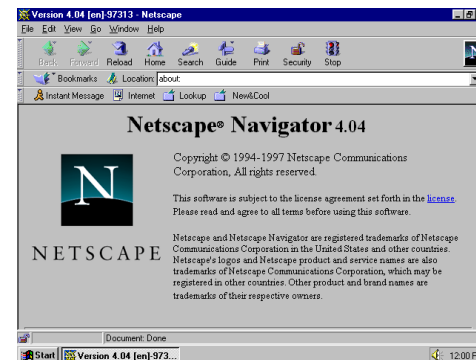 Version 4.04 [en]-97313 - Netscape
File Edit View Go Window Help
Back Forward Reload Home Search Guide Print Security Stop
Bookmarks Location: about:
Instant Message Internet Lookup New&Cool
Netscape® Navigator 4.04
Copyright © 1994-1997 Netscape Communications
Corporation, All rights reserved.
This software is subject to the license agreement set forth in the license.
Please read and agree to all terms before using this software.
N
NETSCAPE
Netscape and Netscape Navigator are registered trademarks of Netscape
Communications Corporation in the United States and other countries.
Netscape's logos and Netscape product and service names are also
trademarks of Netscape Communications Corporation, which may be
registered in other countries. Other product and brand names are
trademarks of their respective owners.
Document: Done
Start Version 4.04 [en]-973... 12:00 P